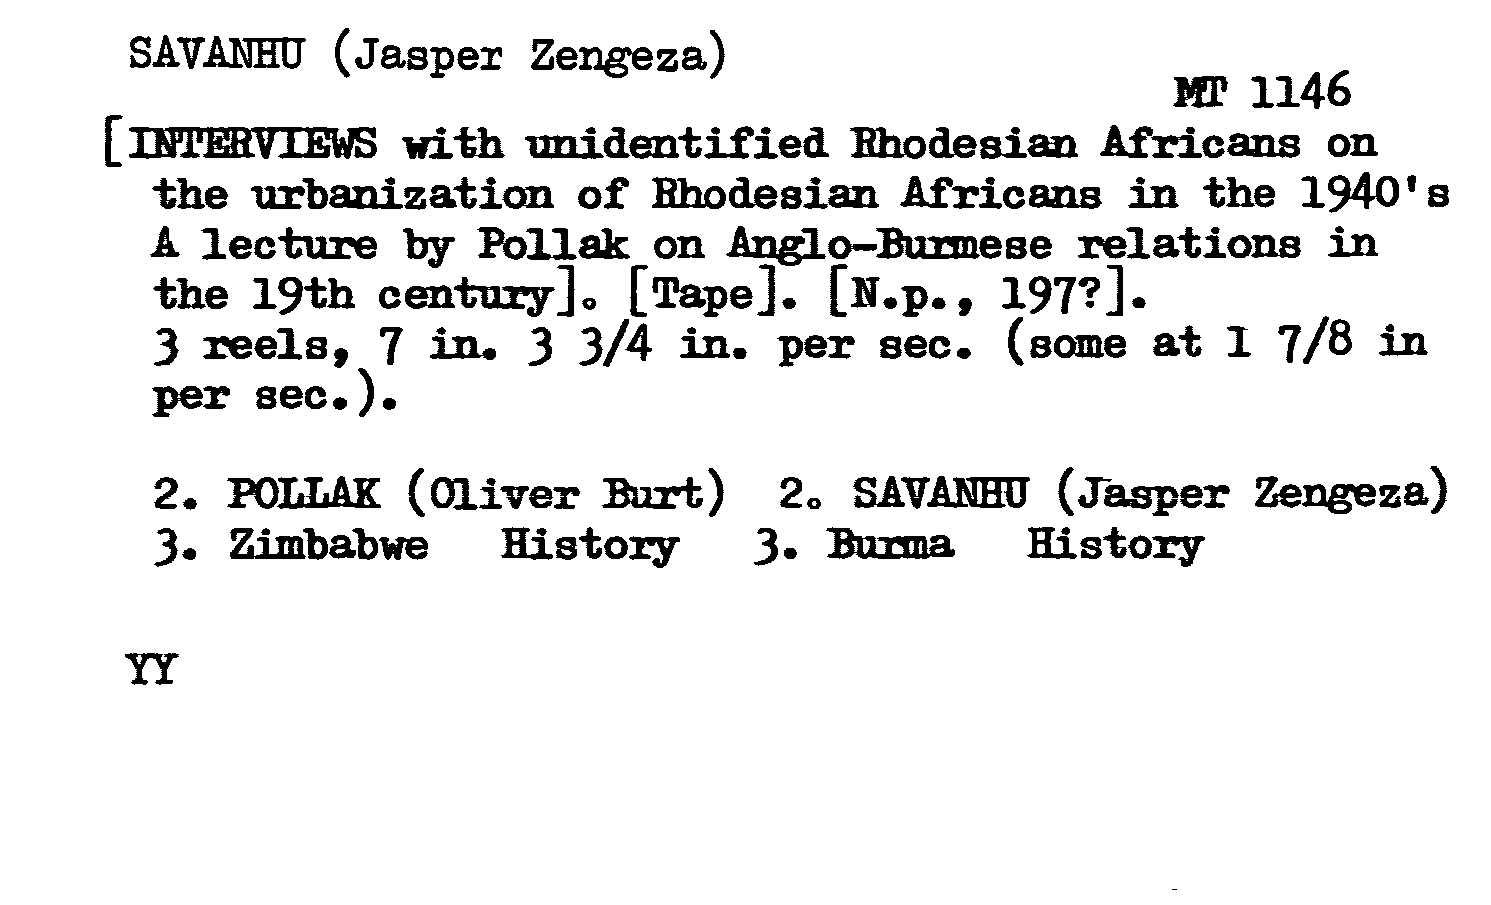 SAVANHU (Jasper Zengeza)
MT 1146
[INTERVIEWS with unidentified Rhodesian Africans on
the urbanization of Rhodesian Africans in the 1940's
A lecture by Pollak on Anglo-Burmese relations in
the 19th century]. [Tape]. [N.p., 197?].
3 reels, 7 in. 3 3/4 in. per sec. (some at 1 7/8 in
per sec.).
2. POLLAK (Oliver Burt) 2. SAVANHU (Jasper Zengeza)
3. Zimbabwe History 3. Burma History
YY